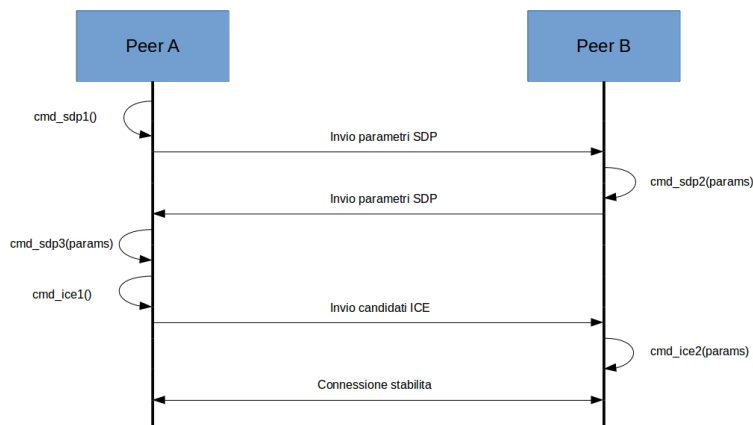 Peer A
Peer B
cmd_sdp1()
Invio parametri SDP
cmd_sdp2(params)
Invio parametri SDP
cmd_sdp3(params)
cmd_ice1()
Invio candidati ICE
cmd_ice2(params)
Connessione stabilita